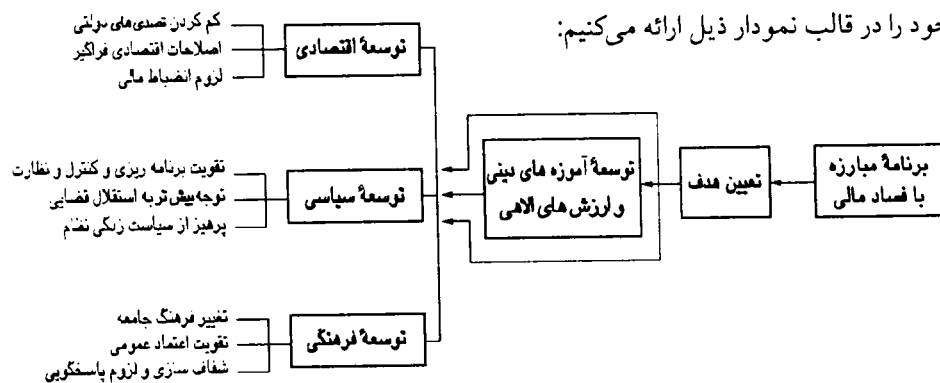 خود را در قالب نمودار ذیل ارائه می‌کنیم:
برنامهٔ مبارزه
با فساد مالی
تعیین هدف
توسعهٔ آموزه های دینی
و ارزش های الاهی
توسعهٔ اقتصادی
کم کردن تصدی‌های دولتی
اصلاحات اقتصادی فراگیر
لزوم انضباط مالی
توسعهٔ سیاسی
تقویت برنامه ریزی و کنترل و نظارت
توجه بیش‌تر به استقلال قضایی
پرهیز از سیاست زدگی نظام
توسعهٔ فرهنگی
تغییر فرهنگ جامعه
تقویت اعتماد عمومی
شفاف سازی و لزوم پاسخگویی